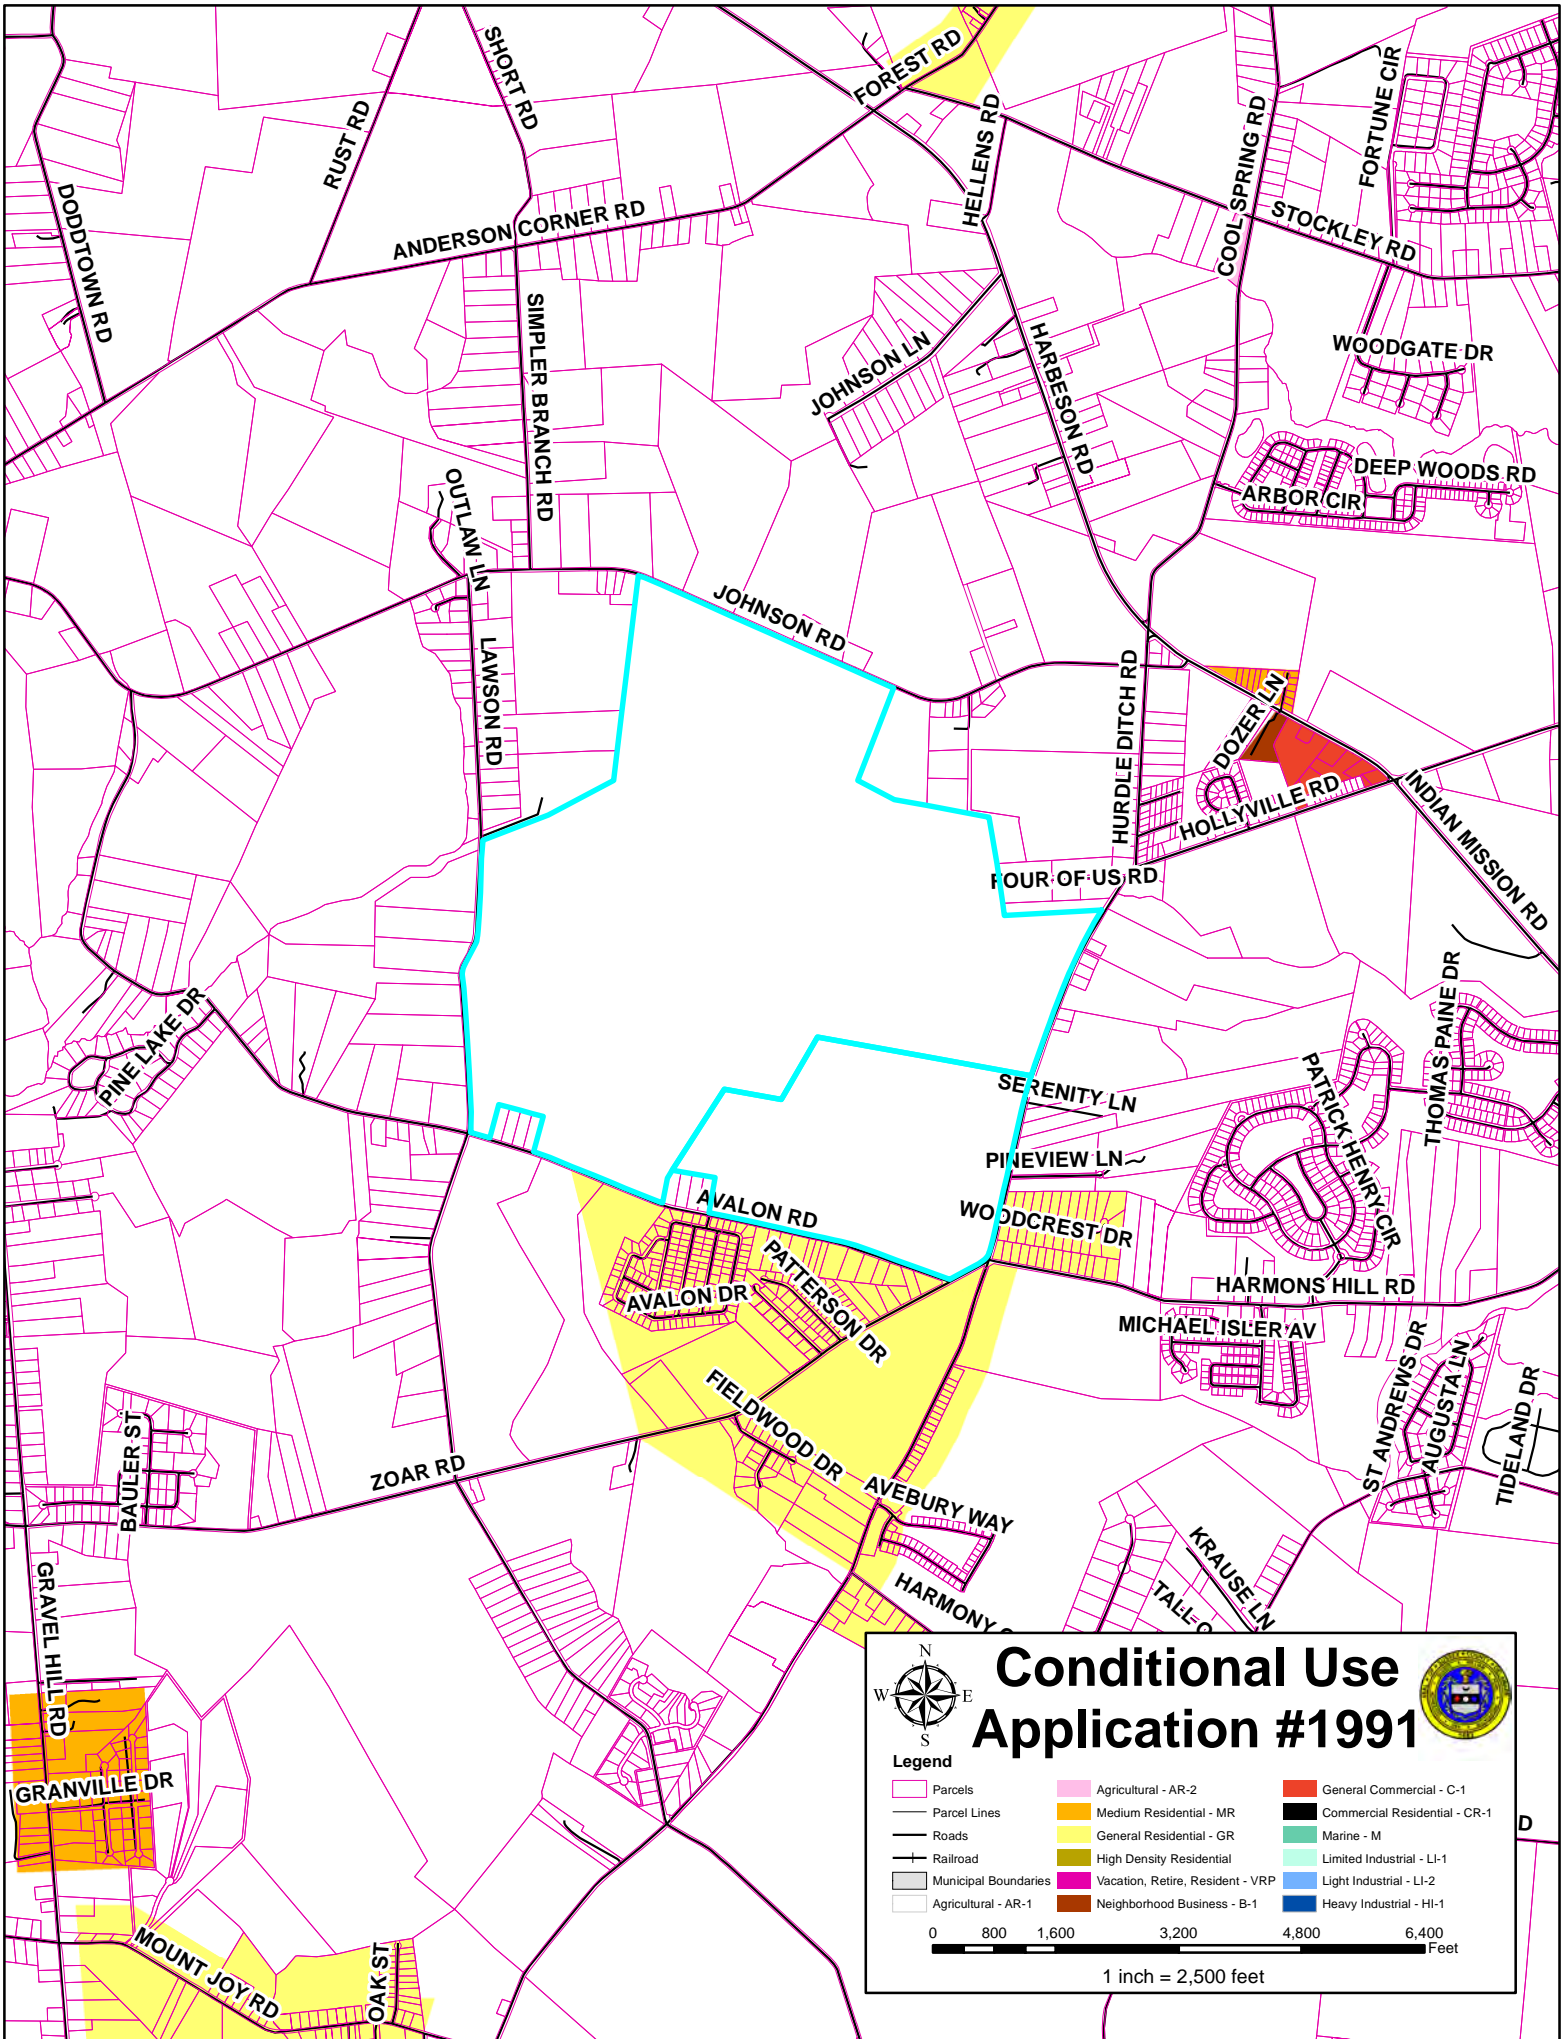 SHORT RD
FOREST RD
FORTUNE CIR
RUST RD
HELLENS RD
COOL SPRING RD
DODDTOWN RD
ANDERSON CORNER RD
STOCKLEY RD
SIMPLER BRANCH RD
JOHNSON LN
HARBESON RD
WOODGATE DR
OUTLAW LN
DEEP WOODS RD
ARBOR CIR
JOHNSON RD
LAWSON RD
HURDLE DITCH RD
DOZER LN
HOLLYVILLE RD
INDIAN MISSION RD
FOUR OF US RD
THOMAS PAINE DR
PINE LAKE DR
SERENITY LN
PATRICK HENRY CIR
PINEVIEW LN
AVALON RD
WOODCREST DR
PATTERSON DR
AVALON DR
HARMONS HILL RD
MICHAEL ISLER AV
ST ANDREWS DR
AUGUSTA LN
TIDELAND DR
FIELDWOOD DR
BAULER ST
ZOAR RD
AVEBURY WAY
KRAUSE LN
GRAVEL HILL RD
HARMONY
TALL
GRANVILLE DR
MOUNT JOY RD
OAK ST
D
N
W E
S
Conditional Use
Application #1991
Legend
Parcels
Parcel Lines
Roads
Railroad
Municipal Boundaries
Agricultural - AR-1
Agricultural - AR-2
Medium Residential - MR
General Residential - GR
High Density Residential
Vacation, Retire, Resident - VRP
Neighborhood Business - B-1
General Commercial - C-1
Commercial Residential - CR-1
Marine - M
Limited Industrial - LI-1
Light Industrial - LI-2
Heavy Industrial - HI-1
0 800 1,600 3,200 4,800 6,400
Feet
1 inch = 2,500 feet